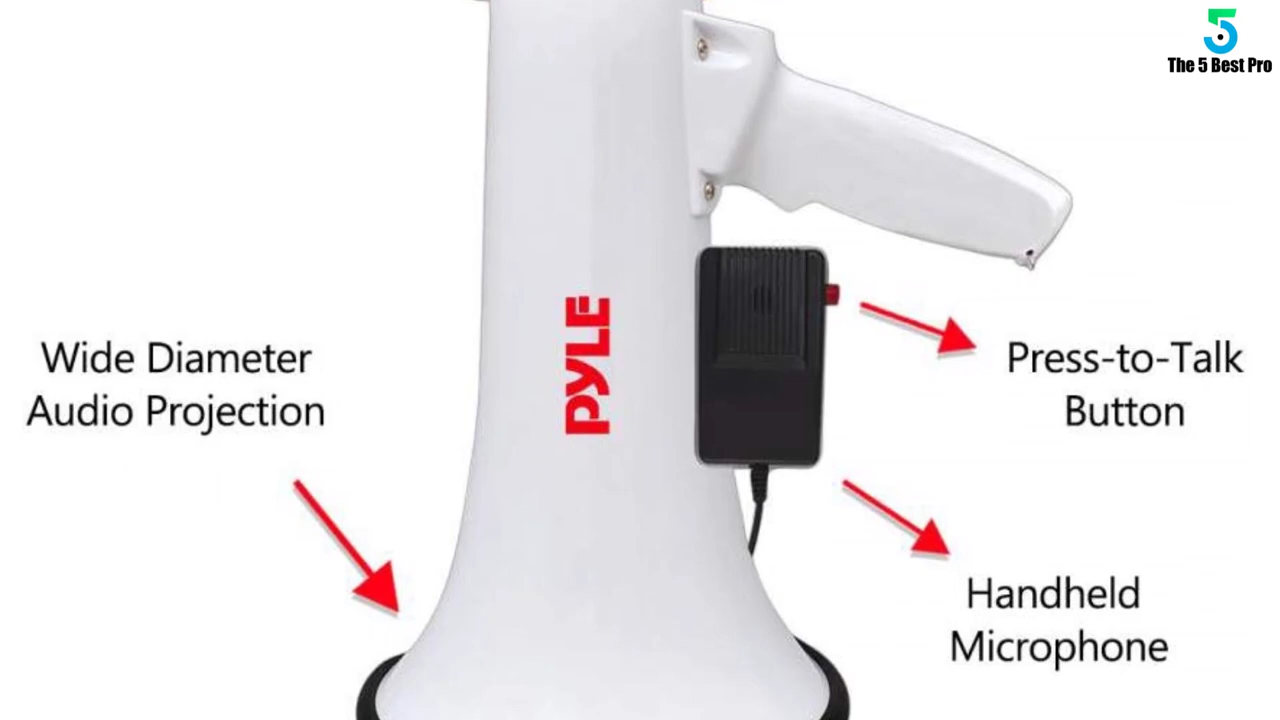 5
The 5 Best Pro
PYLE
Wide Diameter
Audio Projection
Press-to-Talk
Button
Handheld
Microphone